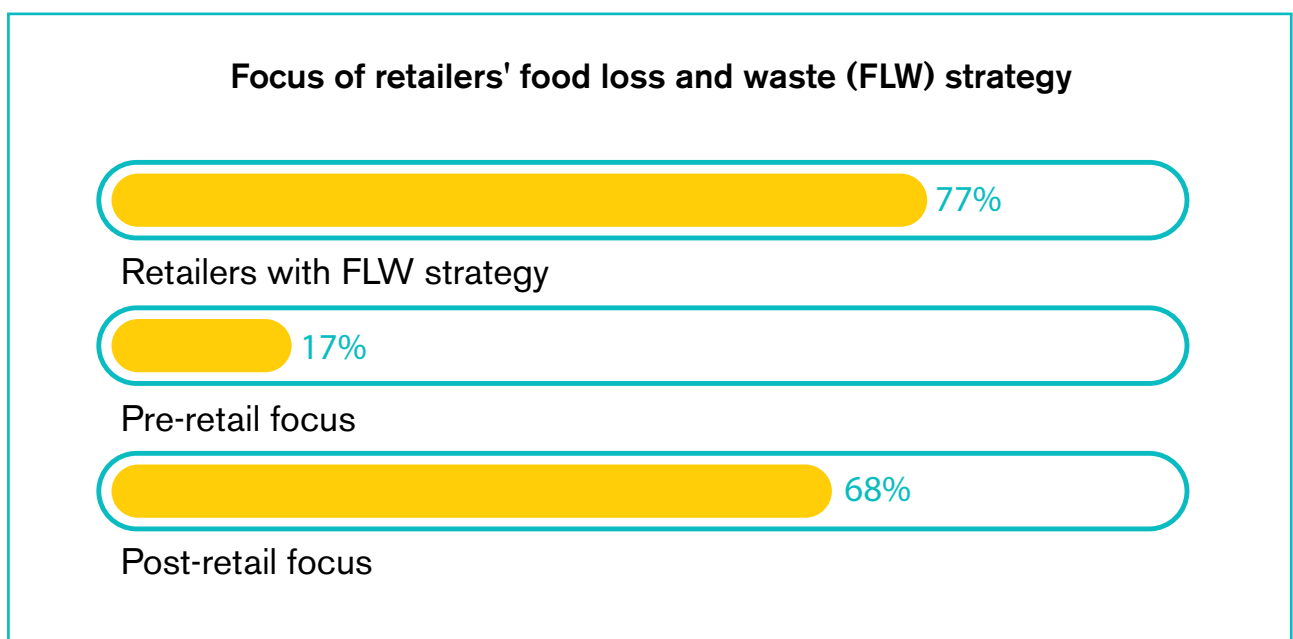 Focus of retailers' food loss and waste (FLW) strategy
77%
Retailers with FLW strategy
17%
Pre-retail focus
68%
Post-retail focus